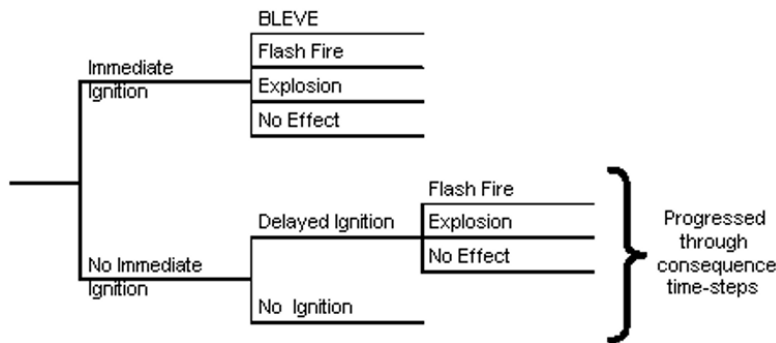 BLEVE
Flash Fire
Immediate
Ignition
Explosion
No Effect
Flash Fire
Delayed Ignition
Explosion
No Effect
No Immediate
Ignition
No Ignition
Progressed
through
consequence
time-steps